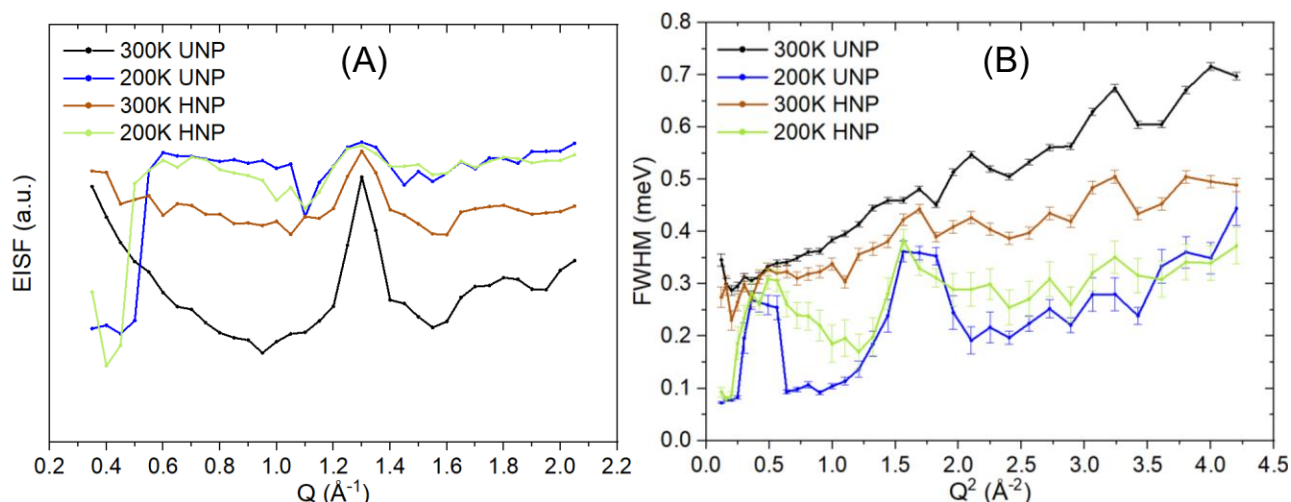 (A)
300K UNP
200K UNP
300K HNP
200K HNP
EISF (a.u.)
0.2 0.4 0.6 0.8 1.0 1.2 1.4 1.6 1.8 2.0 2.2
Q (Å⁻¹)
(B)
300K UNP
200K UNP
300K HNP
200K HNP
FWHM (meV)
0.8
0.7
0.6
0.5
0.4
0.3
0.2
0.1
0.0
0.0 0.5 1.0 1.5 2.0 2.5 3.0 3.5 4.0 4.5
Q² (Å⁻²)